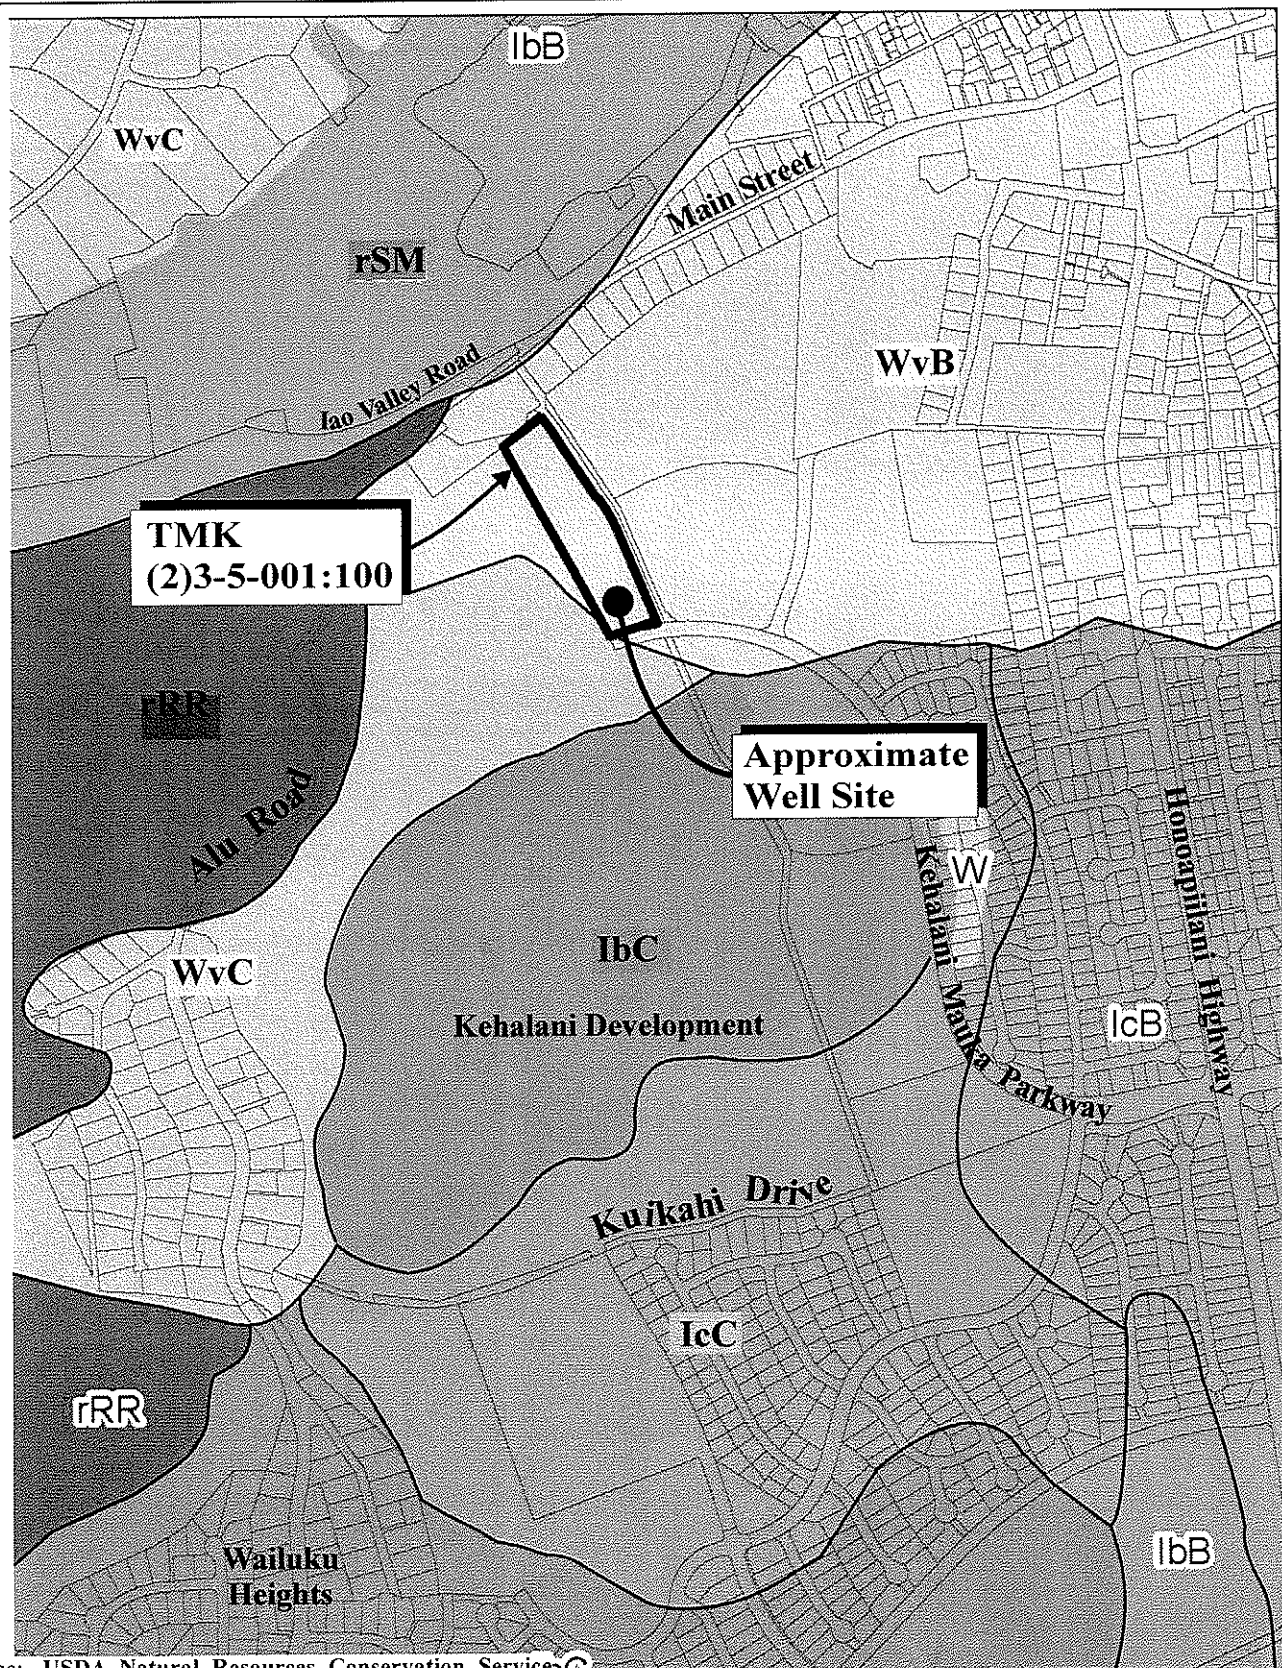 IbB
WvC
Main Street
rSM
WvB
Iao Valley Road
TMK
(2)3-5-001:100
rRR
Approximate
Well Site
Alu Road
Honoapiilani Highway
Kehalani Mauka Parkway
W
IbC
WvC
Kehalani Development
IcB
Kuikahi Drive
IcC
rRR
IbB
Wailuku
Heights
USDA Natural Resources Conservation Service